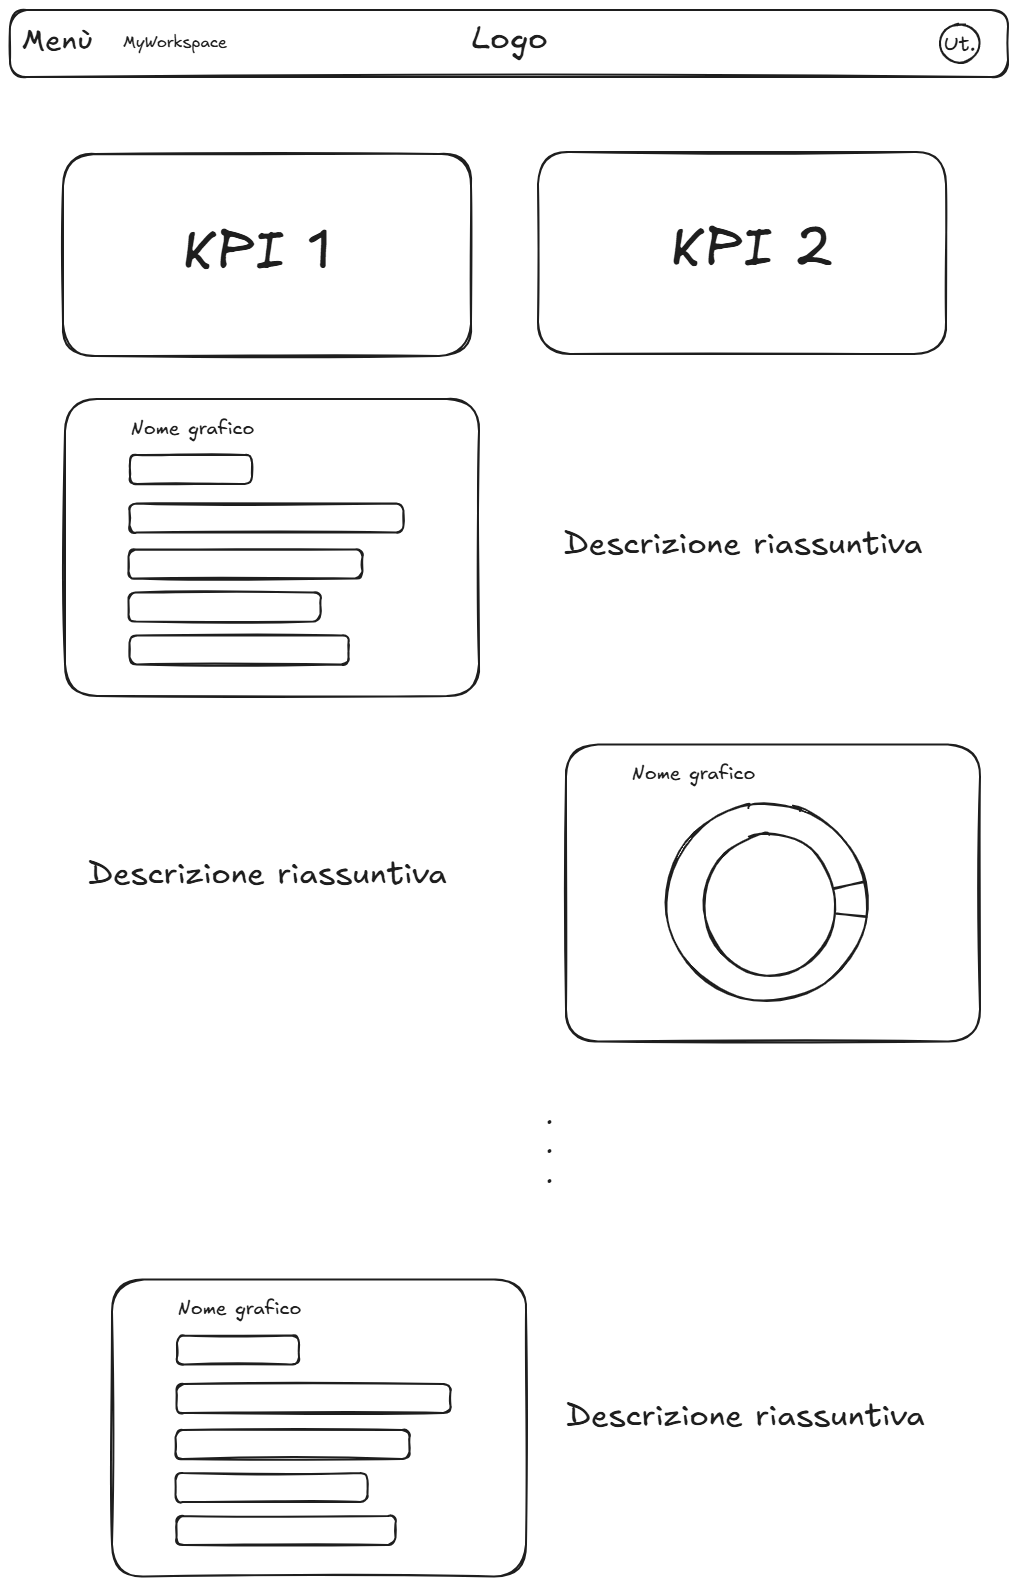 Menù MyWorkspace Logo Ut.
KPI 1 KPI 2
Nome grafico
Descrizione riassuntiva
Nome grafico
Descrizione riassuntiva
.
.
.
Nome grafico
Descrizione riassuntiva